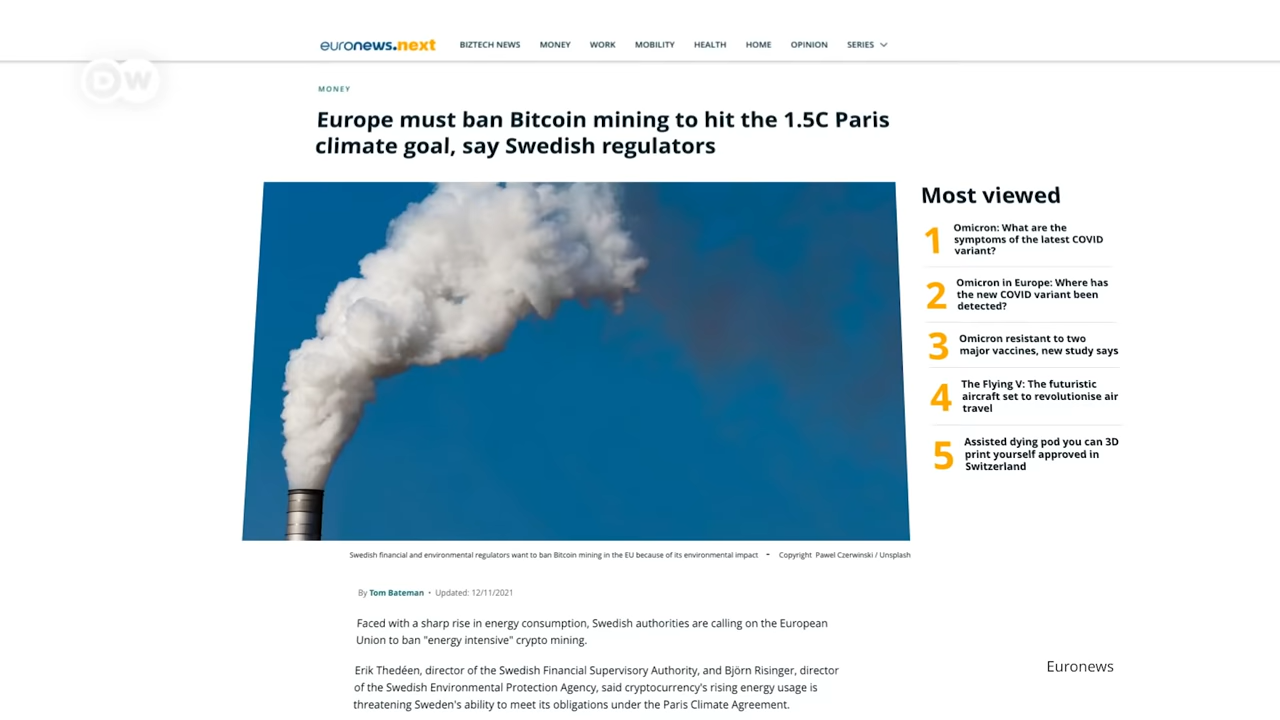 euronews.next
BIZTECH NEWS MONEY WORK MOBILITY HEALTH HOME OPINION SERIES
DW
MONEY
Europe must ban Bitcoin mining to hit the 1.5C Paris
climate goal, say Swedish regulators
Most viewed
1
Omicron: What are the
symptoms of the latest COVID
variant?
2
Omicron in Europe: Where has
the new COVID variant been
detected?
3
Omicron resistant to two
major vaccines, new study says
4
The Flying V: The futuristic
aircraft set to revolutionise air
travel
5
Assisted dying pod you can 3D
print yourself approved in
Switzerland
Swedish financial and environmental regulators want to ban Bitcoin mining in the EU because of its environmental impact - Copyright Pawel Czerwinski / Unsplash
By Tom Bateman • Updated: 12/11/2021
Faced with a sharp rise in energy consumption, Swedish authorities are calling on the European
Union to ban "energy intensive" crypto mining.
Erik Thedéen, director of the Swedish Financial Supervisory Authority, and Björn Risinger, director
of the Swedish Environmental Protection Agency, said cryptocurrency's rising energy usage is
threatening Sweden's ability to meet its obligations under the Paris Climate Agreement.
Euronews